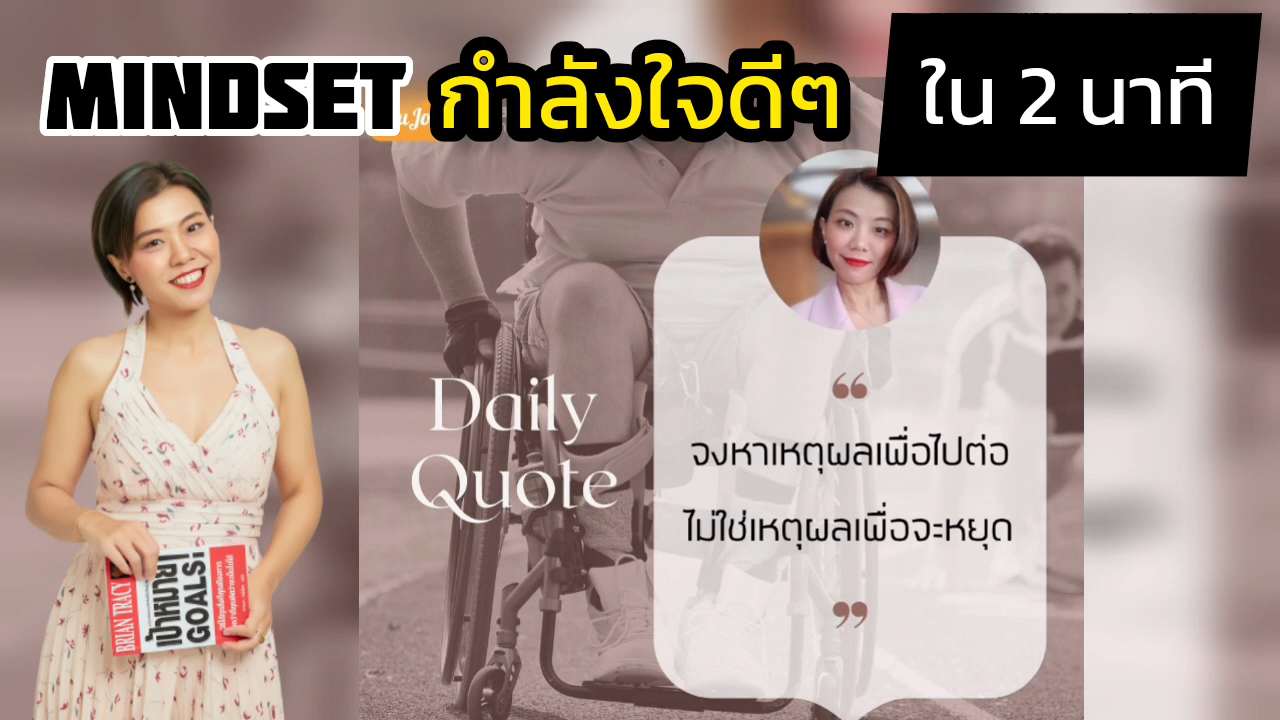 MINDSET กำลังใจดีๆ ใน 2 นาที
Daily
Quote
“
จงหาเหตุผลเพื่อไปต่อ
ไม่ใช่เหตุผลเพื่อจะหยุด
”
BRIAN TRACY
เป้าหมาย!
GOALS!